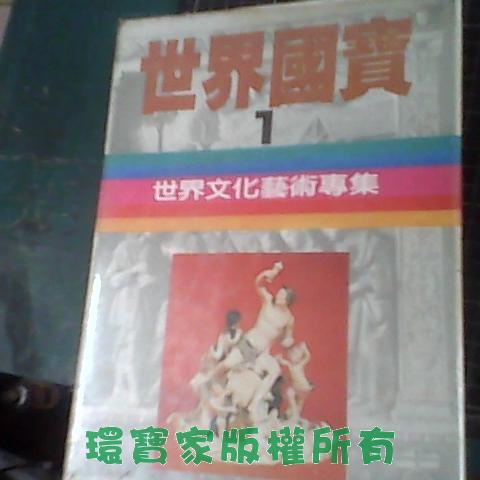 世界國寶
1
世界文化藝術專集
環寶家版權所有